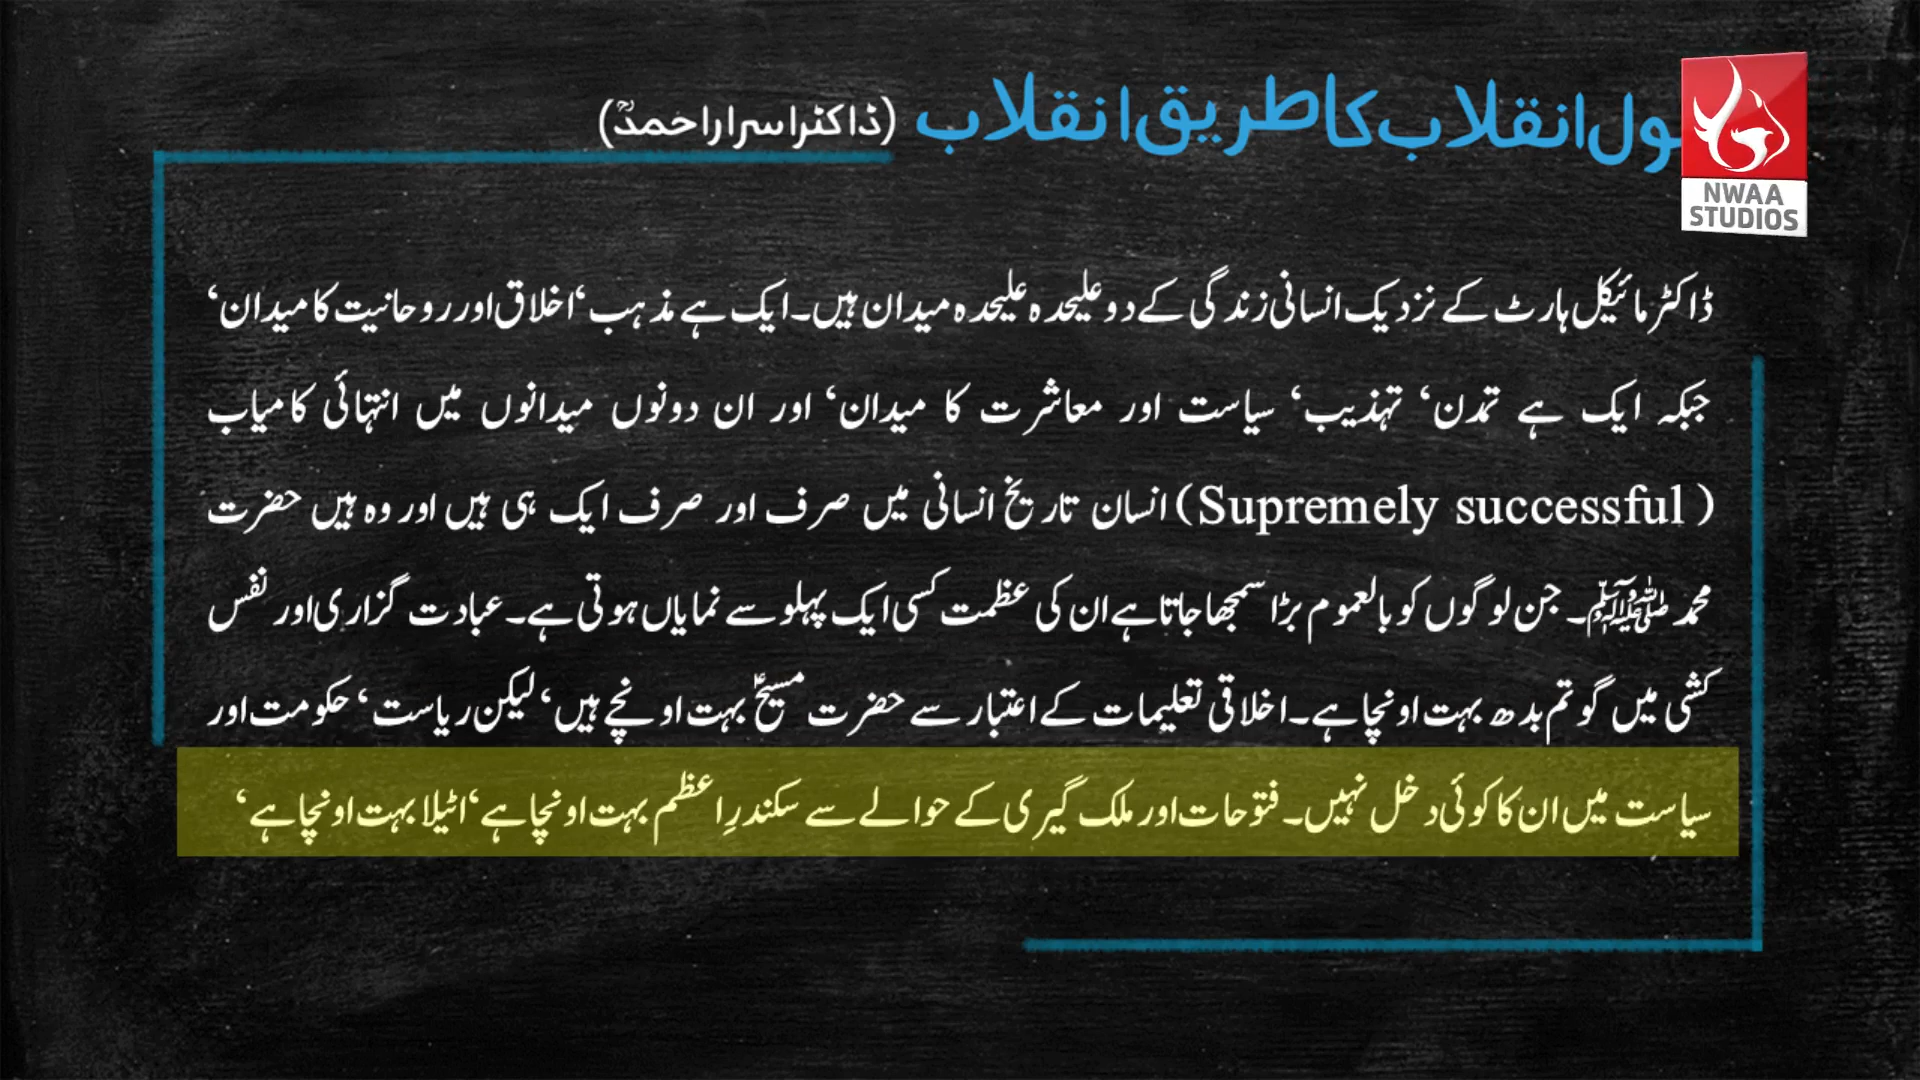 ول انقلاب کا طریق انقلاب (ڈاکٹر اسرار احمدؒ)
NWAA
STUDIOS
ڈاکٹر مائیکل ہارٹ کے نزدیک انسانی زندگی کے دو علیحدہ علیحدہ میدان ہیں۔ ایک ہے مذہب‘ اخلاق اور روحانیت کا میدان‘
جبکہ ایک ہے تمدن‘ تہذیب‘ سیاست اور معاشرت کا میدان‘ اور ان دونوں میدانوں میں انتہائی کامیاب
(Supremely successful) انسان تاریخ انسانی میں صرف اور صرف ایک ہی ہیں اور وہ ہیں حضرت
محمد ﷺ۔ جن لوگوں کو بالعموم بڑا سمجھا جاتا ہے ان کی عظمت کسی ایک پہلو سے نمایاں ہوتی ہے۔ عبادت گزاری اور نفس
کشی میں گوتم بدھ بہت اونچا ہے۔ اخلاقی تعلیمات کے اعتبار سے حضرت مسیحؑ بہت اونچے ہیں‘ لیکن ریاست‘ حکومت اور
سیاست میں ان کا کوئی دخل نہیں۔ فتوحات اور ملک گیری کے حوالے سے سکندرِ اعظم بہت اونچا ہے‘ اٹیلا بہت اونچا ہے‘